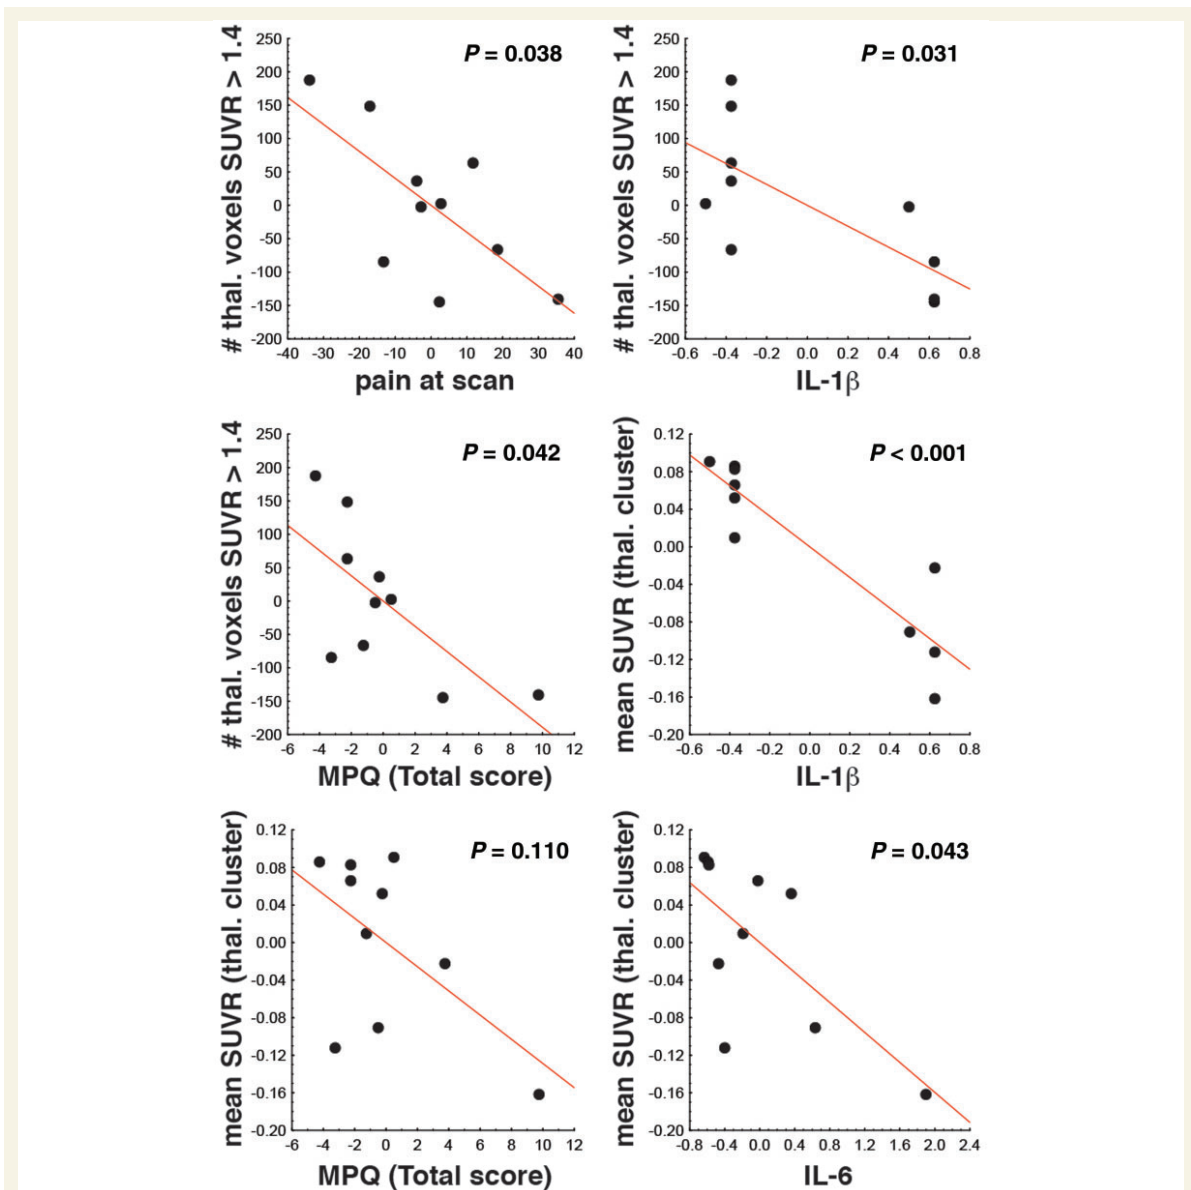 # thal. voxels SUVR > 1.4
250
200
150
100
50
0
-50
-100
-150
-200
P = 0.038
-40 -30 -20 -10 0 10 20 30 40
pain at scan
# thal. voxels SUVR > 1.4
250
200
150
100
50
0
-50
-100
-150
-200
P = 0.031
-0.6 -0.4 -0.2 0.0 0.2 0.4 0.6 0.8
IL-1β
# thal. voxels SUVR > 1.4
250
200
150
100
50
0
-50
-100
-150
-200
P = 0.042
-6 -4 -2 0 2 4 6 8 10 12
MPQ (Total score)
mean SUVR (thal. cluster)
0.12
0.08
0.04
0.00
-0.04
-0.08
-0.12
-0.16
-0.20
P < 0.001
-0.6 -0.4 -0.2 0.0 0.2 0.4 0.6 0.8
IL-1β
mean SUVR (thal. cluster)
0.12
0.08
0.04
0.00
-0.04
-0.08
-0.12
-0.16
-0.20
P = 0.110
-6 -4 -2 0 2 4 6 8 10 12
MPQ (Total score)
mean SUVR (thal. cluster)
0.12
0.08
0.04
0.00
-0.04
-0.08
-0.12
-0.16
-0.20
P = 0.043
-0.8 -0.4 0.0 0.4 0.8 1.2 1.6 2.0 2.4
IL-6